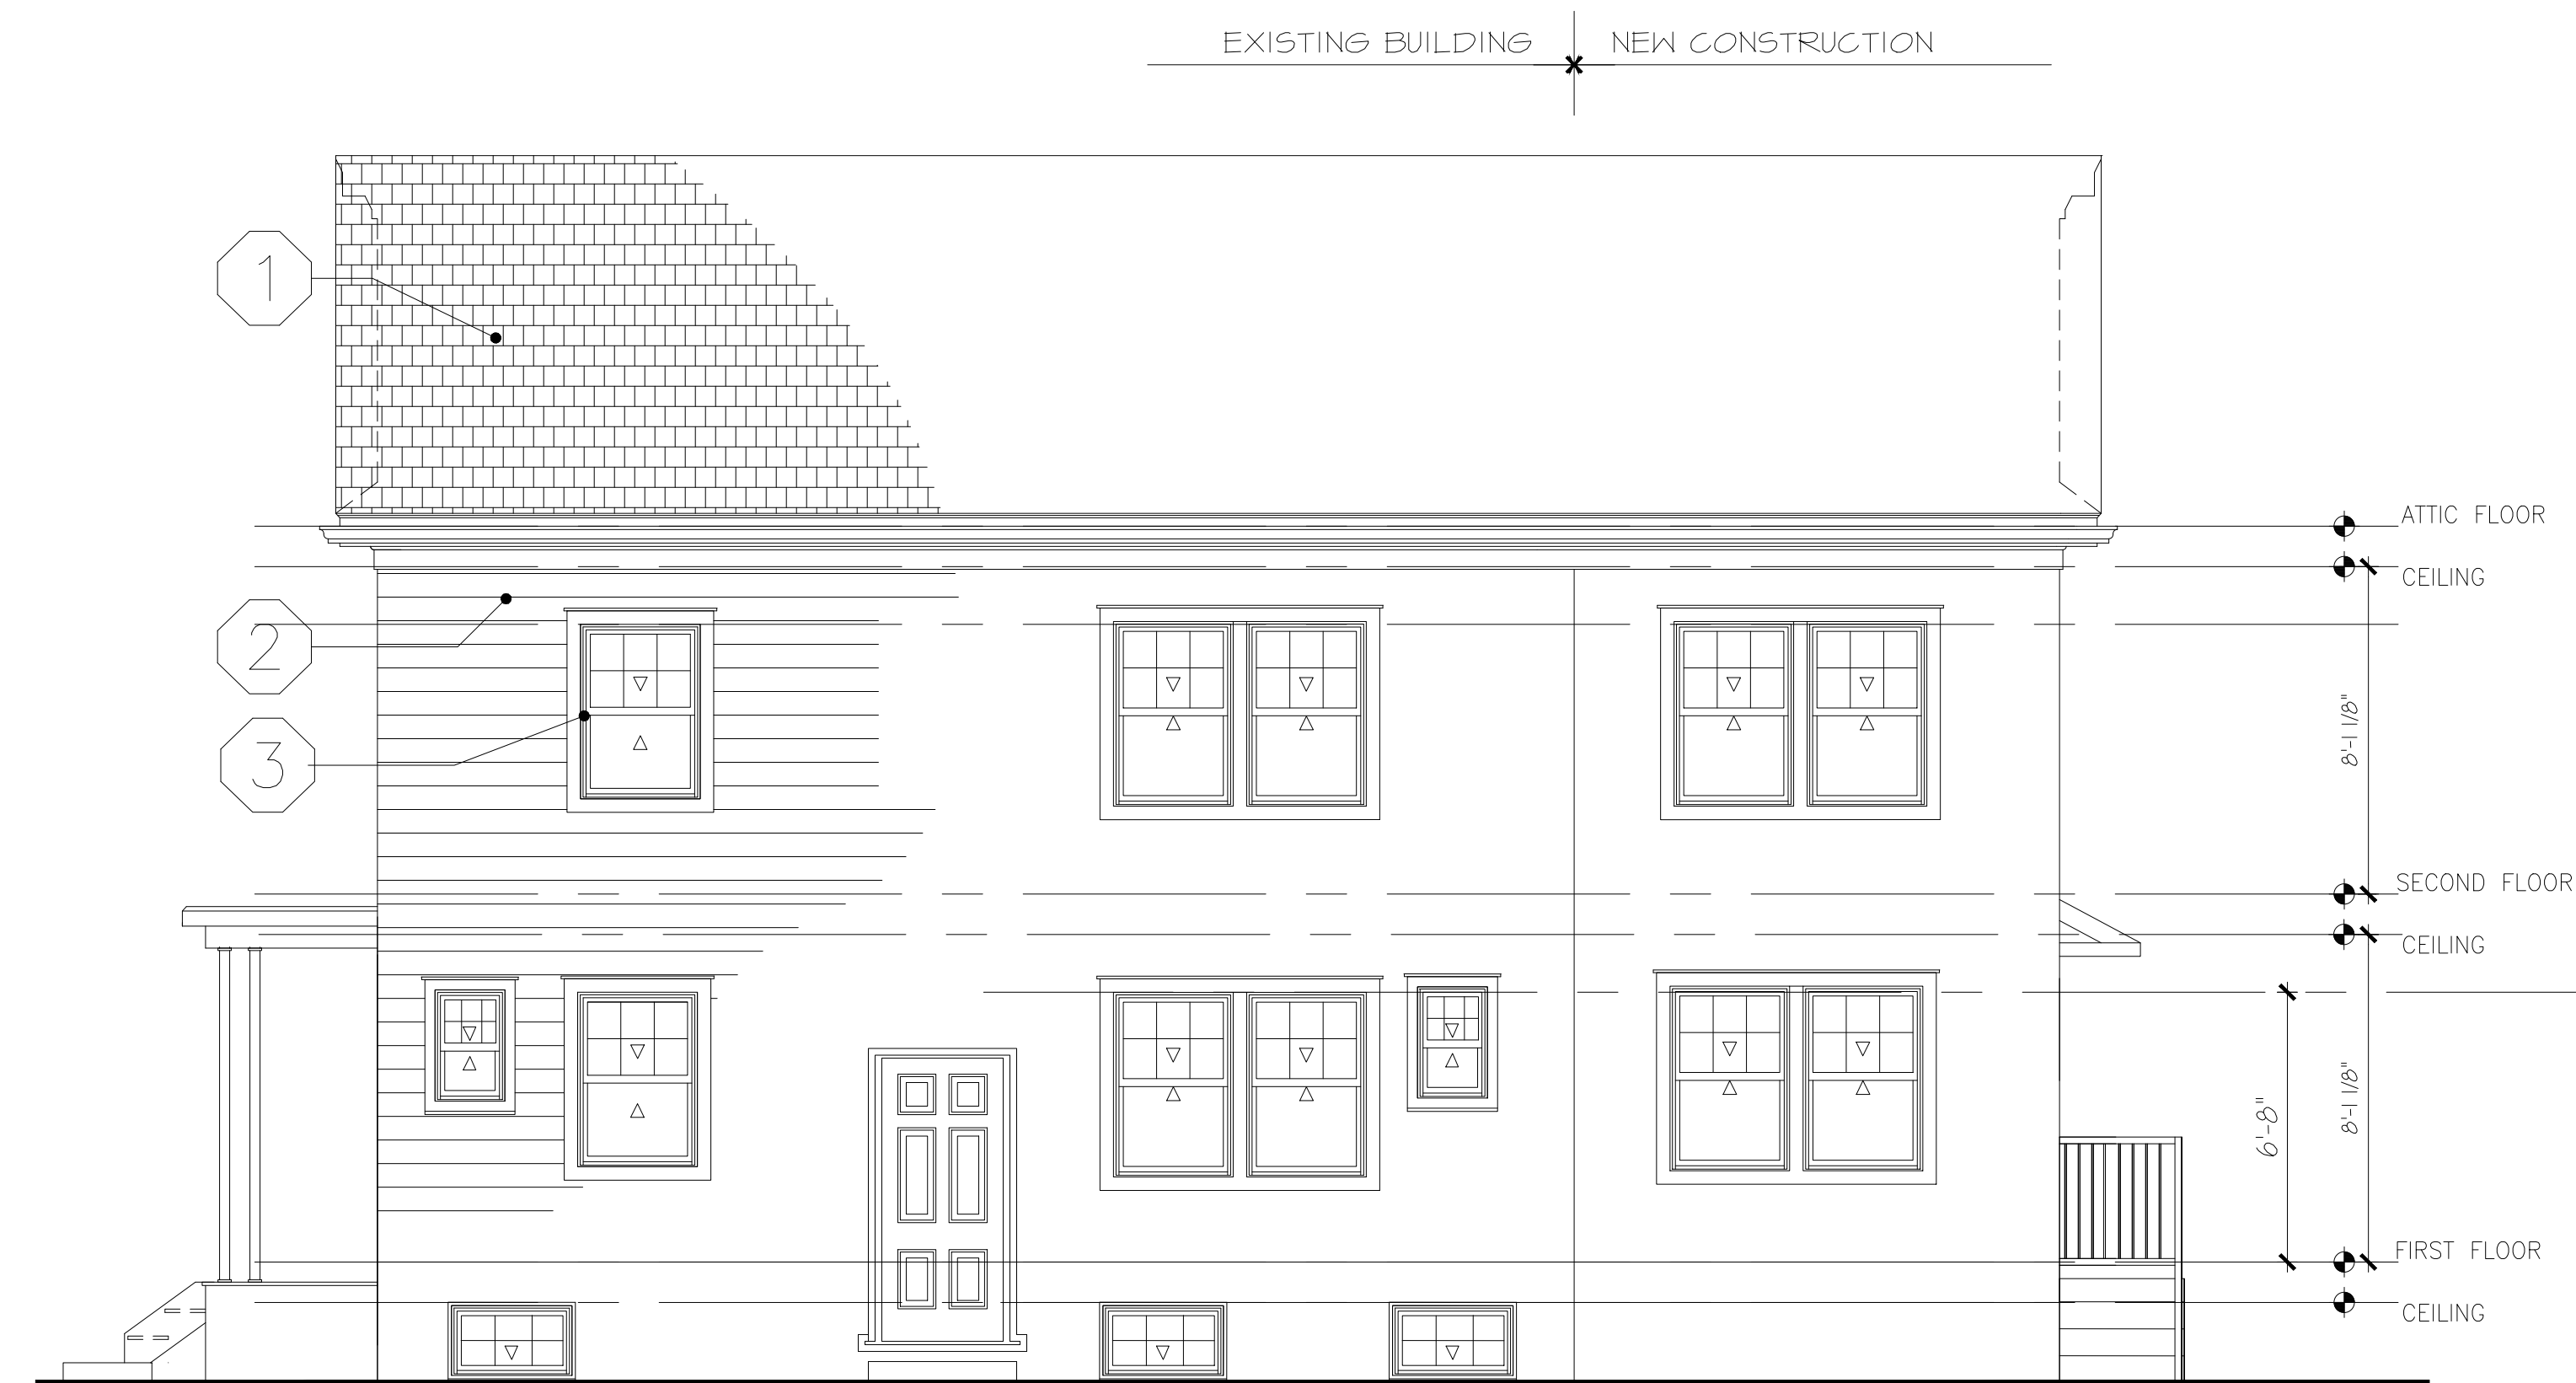 EXISTING BUILDING
NEW CONSTRUCTION
1
ATTIC FLOOR
CEILING
2
3
8'-1 1/8"
SECOND FLOOR
CEILING
6'-8"
8'-1 1/8"
FIRST FLOOR
CEILING